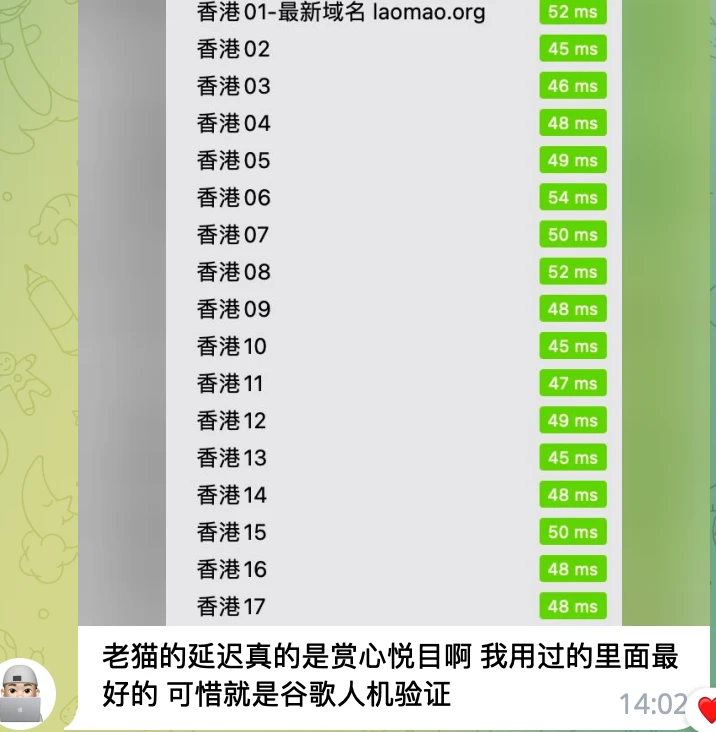 香港01-最新域名 laomao.org
52 ms
香港02
45 ms
香港03
46 ms
香港04
48 ms
香港05
49 ms
香港06
54 ms
香港07
50 ms
香港08
52 ms
香港09
48 ms
香港10
45 ms
香港11
47 ms
香港12
49 ms
香港13
45 ms
香港14
48 ms
香港15
50 ms
香港16
48 ms
香港17
48 ms
老猫的延迟真的是赏心悦目啊 我用过的里面最
好的 可惜就是谷歌人机验证
14:02